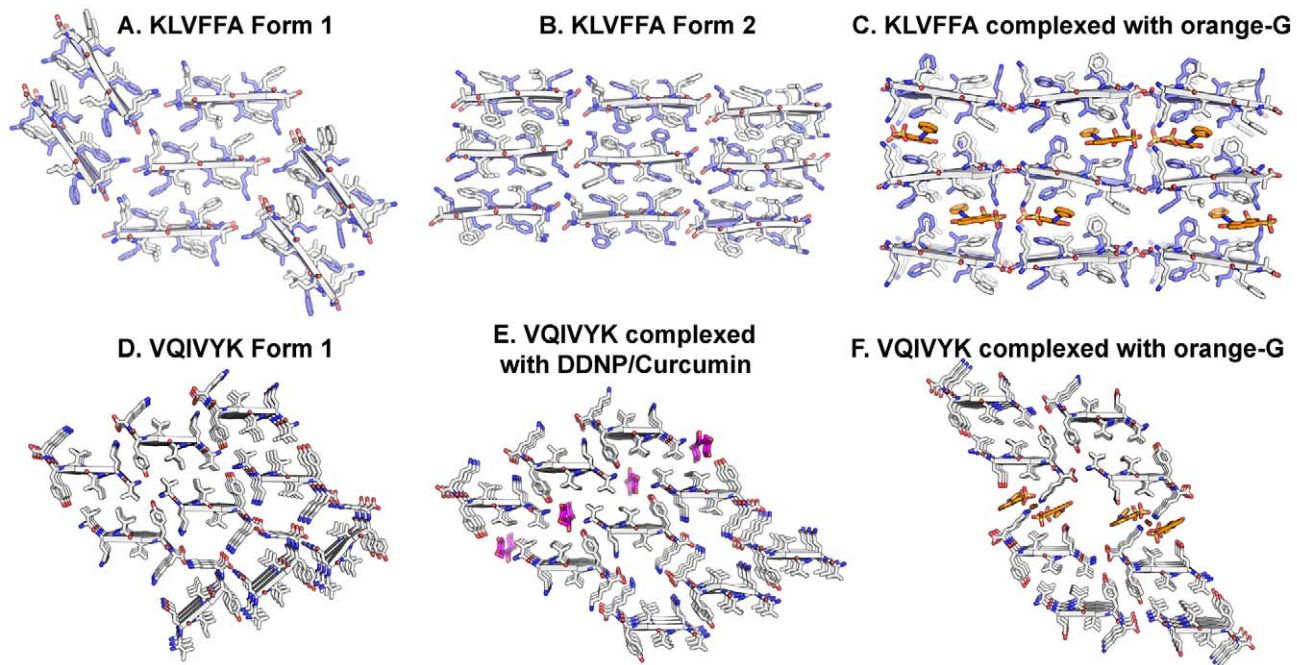 A. KLVFFA Form 1
B. KLVFFA Form 2
C. KLVFFA complexed with orange-G
D. VQIVYK Form 1
E. VQIVYK complexed
with DDNP/Curcumin
F. VQIVYK complexed with orange-G